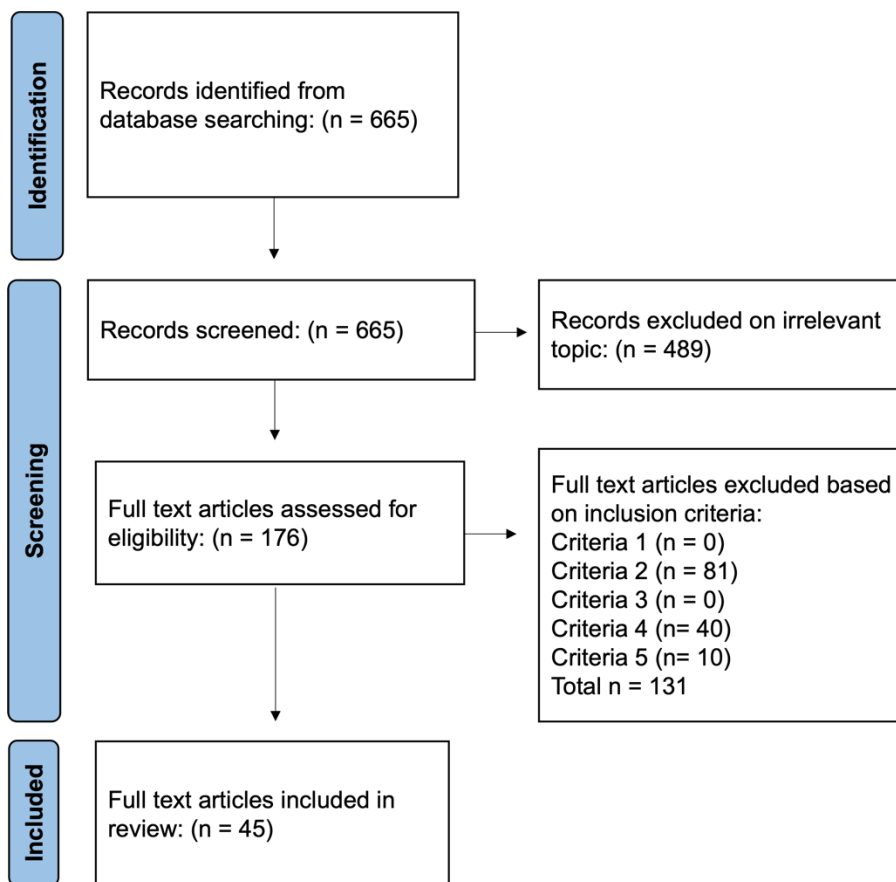 Identification
Records identified from
database searching: (n = 665)
Screening
Records screened: (n = 665)
Records excluded on irrelevant
topic: (n = 489)
Full text articles assessed for
eligibility: (n = 176)
Full text articles excluded based
on inclusion criteria:
Criteria 1 (n = 0)
Criteria 2 (n = 81)
Criteria 3 (n = 0)
Criteria 4 (n= 40)
Criteria 5 (n= 10)
Total n = 131
Included
Full text articles included in
review: (n = 45)